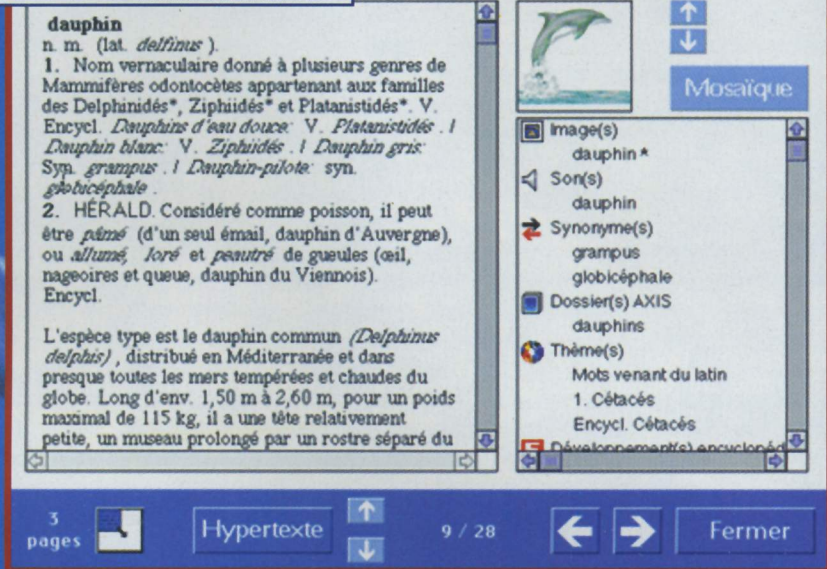 dauphin
n. m. (lat. delfinus ).
1. Nom vernaculaire donné à plusieurs genres de
Mammifères odontocètes appartenant aux familles
des Delphinidés*, Ziphiidés* et Platanistidés*. V.
Encycl. Dauphins d'eau douce: V. Platanistidés . I
Dauphin blanc: V. Ziphiidés . I Dauphin gris:
Syn. grampus . I Dauphin-pilote: syn.
globicéphale .
2. HÉRALD. Considéré comme poisson, il peut
être pâmé (d'un seul émail, dauphin d'Auvergne),
ou allumé, loré et peautré de gueules (œil,
nageoires et queue, dauphin du Viennois).
Encycl.
L'espèce type est le dauphin commun (Delphinus
delphis) , distribué en Méditerranée et dans
presque toutes les mers tempérées et chaudes du
globe. Long d'env. 1,50 m à 2,60 m, pour un poids
maximal de 115 kg, il a une tête relativement
petite, un museau prolongé par un rostre séparé du
Mosaïque
Image(s)
dauphin *
Son(s)
dauphin
Synonyme(s)
grampus
globicéphale
Dossier(s) AXIS
dauphins
Thème(s)
Mots venant du latin
1. Cétacés
Encycl. Cétacés
Développement(s) encyclopéd
3
pages
Hypertexte
9 / 28
Fermer